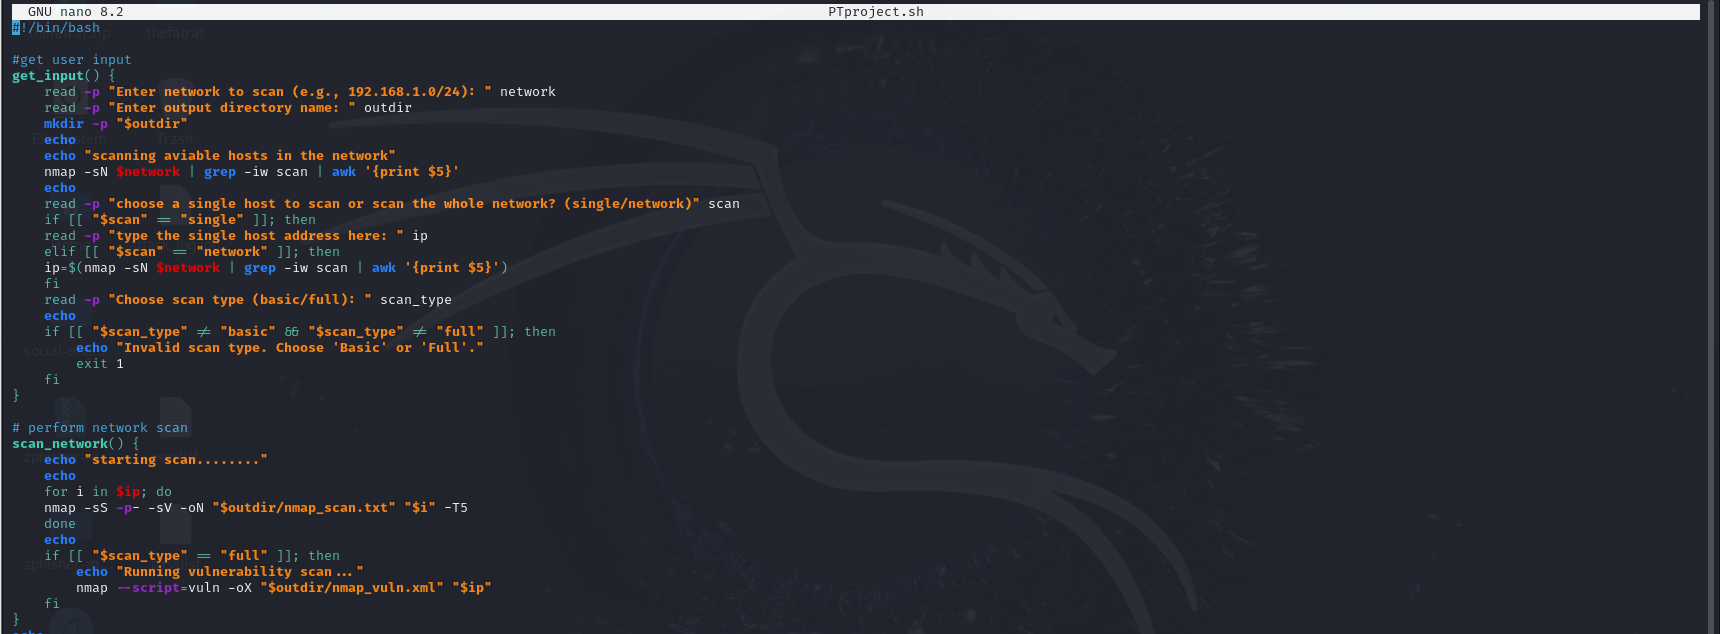 GNU nano 8.2 PTproject.sh
#!/bin/bash
#get user input
get_input() {
    read -p "Enter network to scan (e.g., 192.168.1.0/24): " network
    read -p "Enter output directory name: " outdir
    mkdir -p "$outdir"
    echo
    echo "scanning aviable hosts in the network"
    nmap -sN $network | grep -iw scan | awk '{print $5}'
    echo
    read -p "choose a single host to scan or scan the whole network? (single/network)" scan
    if [[ "$scan" == "single" ]]; then
    read -p "type the single host address here: " ip
    elif [[ "$scan" == "network" ]]; then
    ip=$(nmap -sN $network | grep -iw scan | awk '{print $5}')
    fi
    read -p "Choose scan type (basic/full): " scan_type
    echo
    if [[ "$scan_type" != "basic" && "$scan_type" != "full" ]]; then
        echo "Invalid scan type. Choose 'Basic' or 'Full'."
        exit 1
    fi
}
# perform network scan
scan_network() {
    echo "starting scan........"
    echo
    for i in $ip; do
    nmap -sS -p- -sV -oN "$outdir/nmap_scan.txt" "$i" -T5
    done
    echo
    if [[ "$scan_type" == "full" ]]; then
        echo "Running vulnerability scan..."
        nmap --script=vuln -oX "$outdir/nmap_vuln.xml" "$ip"
    fi
}
thefatrat
Trash